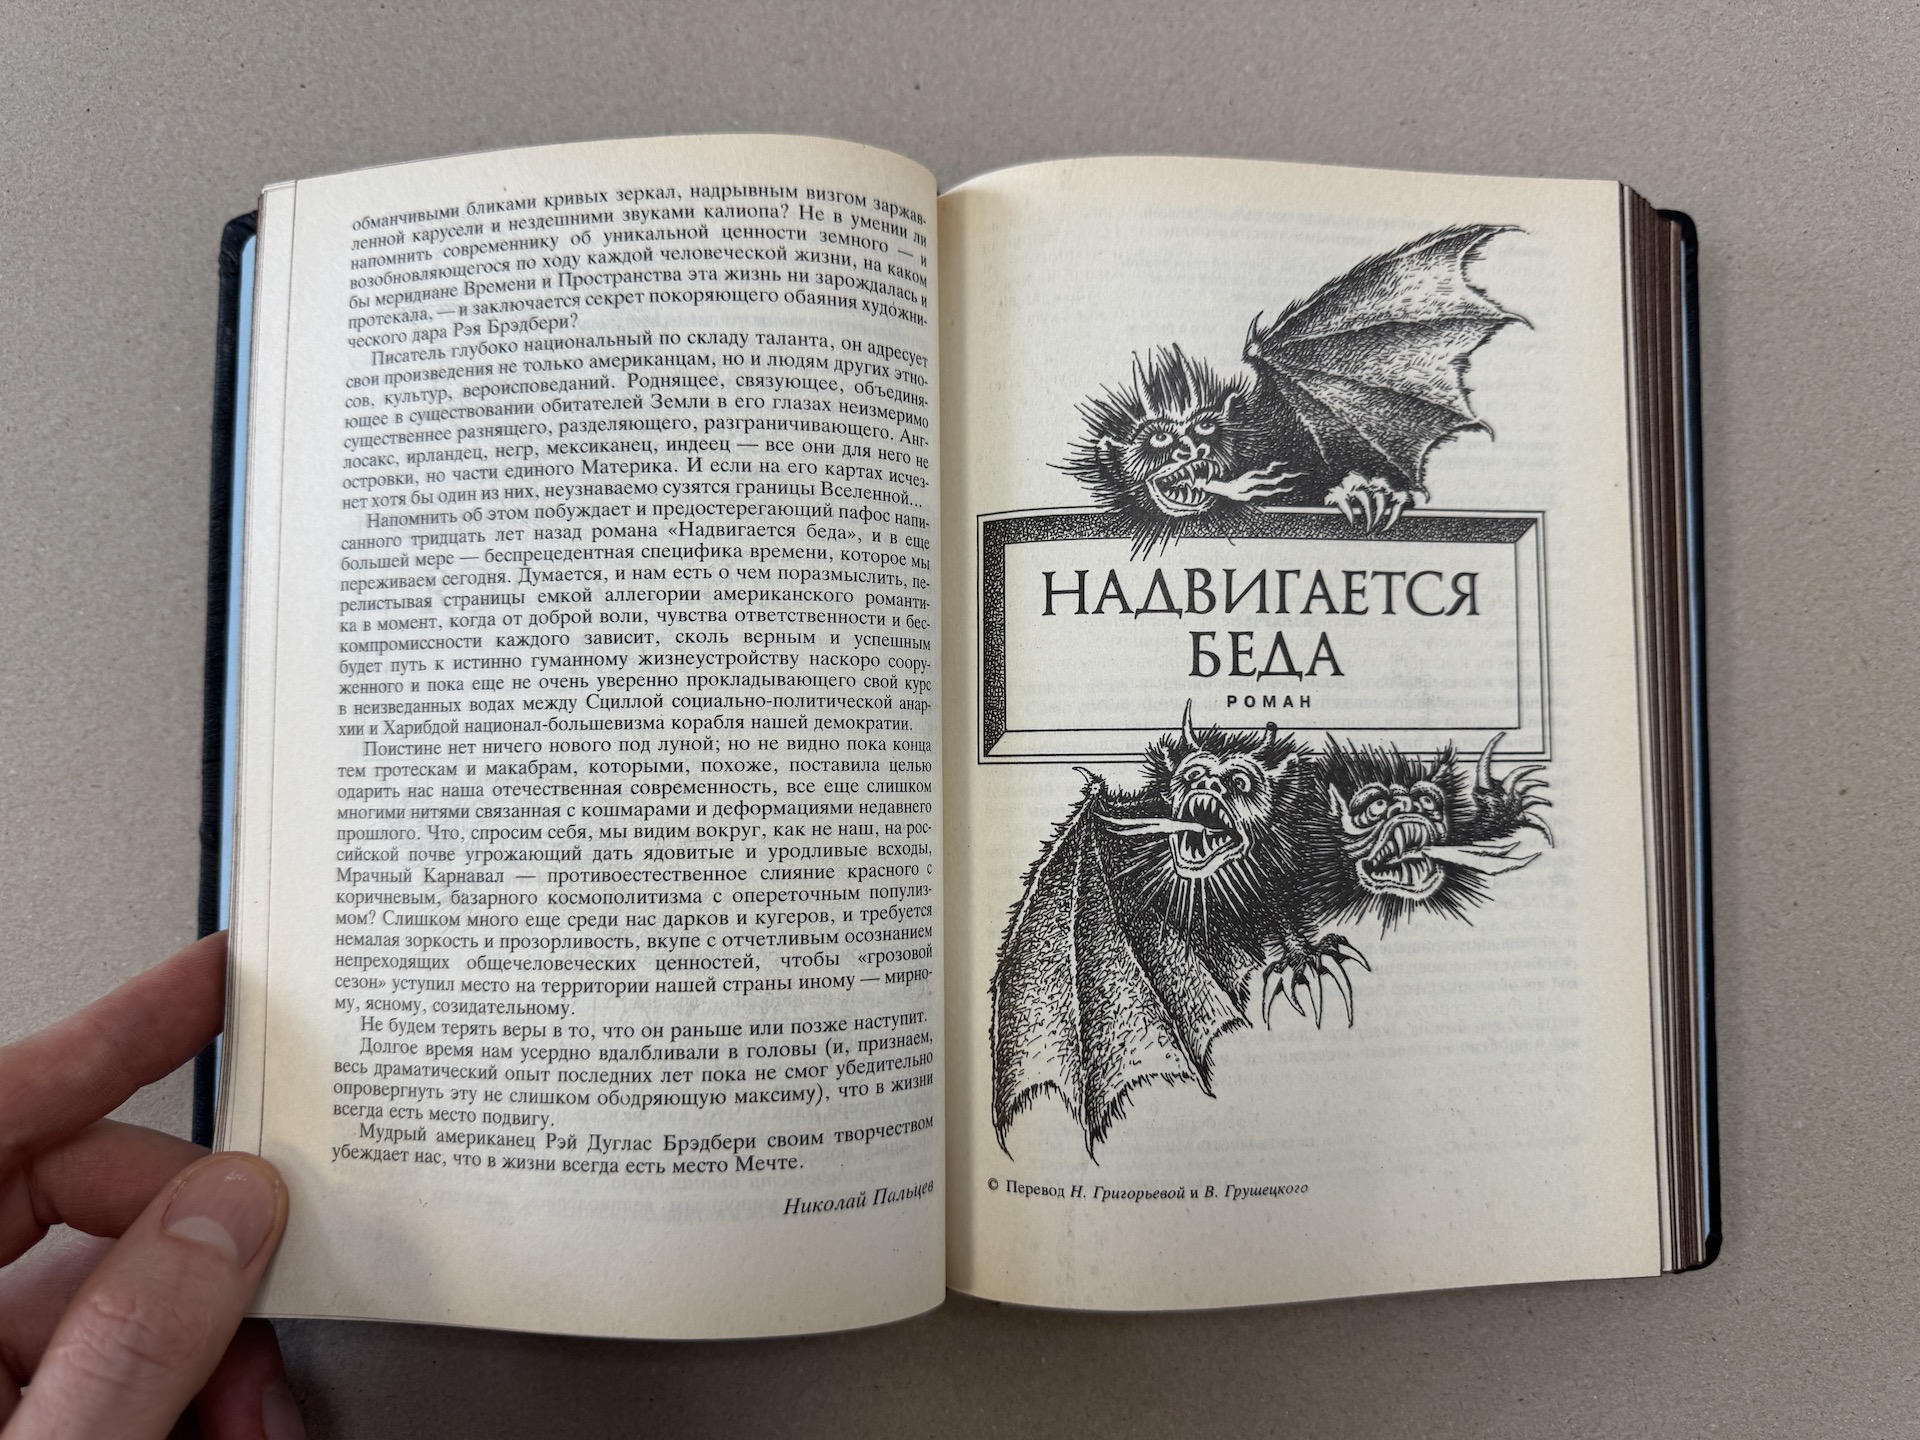 обманчивыми бликами кривых зеркал, надрывным визгом заржав-
ленной карусели и нездешними звуками калиопа? Не в умении ли
напомнить современнику об уникальной ценности земного — и
возобновляющегося по ходу каждой человеческой жизни, на каком
бы меридиане Времени и Пространства эта жизнь ни зарождалась и
протекала, — и заключается секрет покоряющего обаяния художни-
ческого дара Рэя Брэдбери?
Писатель глубоко национальный по складу таланта, он адресует
свои произведения не только американцам, но и людям других этно-
сов, культур, вероисповеданий. Роднящее, связующее, объединя-
ющее в существовании обитателей Земли в его глазах неизмеримо
существеннее разнящего, разделяющего, разграничивающего. Анг-
лосакс, ирландец, негр, мексиканец, индеец — все они для него не
островки, но части единого Материка. И если на его картах исчез-
нет хотя бы один из них, неузнаваемо сузятся границы Вселенной...
Напомнить об этом побуждает и предостерегающий пафос напи-
санного тридцать лет назад романа «Надвигается беда», и в еще
большей мере — беспрецедентная специфика времени, которое мы
переживаем сегодня. Думается, и нам есть о чем поразмыслить, пе-
релистывая страницы емкой аллегории американского романти-
ка в момент, когда от доброй воли, чувства ответственности и бес-
компромиссности каждого зависит, сколь верным и успешным
будет путь к истинно гуманному жизнеустройству наскоро соору-
женного и пока еще не очень уверенно прокладывающего свой курс
в неизведанных водах между Сциллой социально-политической анар-
хии и Харибдой национал-большевизма корабля нашей демократии.
Поистине нет ничего нового под луной; но не видно пока конца
тем гротескам и макабрам, которыми, похоже, поставила целью
одарить нас наша отечественная современность, все еще слишком
многими нитями связанная с кошмарами и деформациями недавнего
прошлого. Что, спросим себя, мы видим вокруг, как не наш, на рос-
сийской почве угрожающий дать ядовитые и уродливые всходы,
Мрачный Карнавал — противоестественное слияние красного с
коричневым, базарного космополитизма с опереточным популиз-
мом? Слишком много еще среди нас дарков и кугеров, и требуется
немалая зоркость и прозорливость, вкупе с отчетливым осознанием
непреходящих общечеловеческих ценностей, чтобы «грозовой
сезон» уступил место на территории нашей страны иному — мирно-
му, ясному, созидательному.
Не будем терять веры в то, что он раньше или позже наступит.
Долгое время нам усердно вдалбливали в головы (и, признаем,
весь драматический опыт последних лет пока не смог убедительно
опровергнуть эту не слишком ободряющую максиму), что в жизни
всегда есть место подвигу.
Мудрый американец Рэй Дуглас Брэдбери своим творчеством
убеждает нас, что в жизни всегда есть место Мечте.
Николай Пальцев
НАДВИГАЕТСЯ
БЕДА
РОМАН
© Перевод Н. Григорьевой и В. Грушецкого